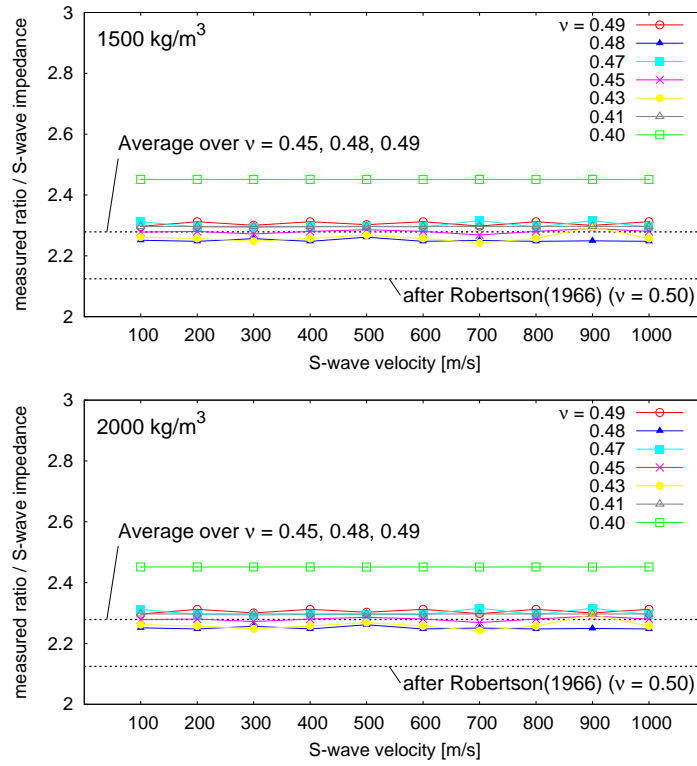 1500 kg/m³
ν = 0.49
0.48
0.47
0.45
0.43
0.41
0.40
Average over ν = 0.45, 0.48, 0.49
after Robertson(1966) (ν = 0.50)
3
2.8
2.6
2.4
2.2
2
measured ratio / S-wave impedance
100 200 300 400 500 600 700 800 900 1000
S-wave velocity [m/s]
2000 kg/m³
ν = 0.49
0.48
0.47
0.45
0.43
0.41
0.40
Average over ν = 0.45, 0.48, 0.49
after Robertson(1966) (ν = 0.50)
3
2.8
2.6
2.4
2.2
2
measured ratio / S-wave impedance
100 200 300 400 500 600 700 800 900 1000
S-wave velocity [m/s]